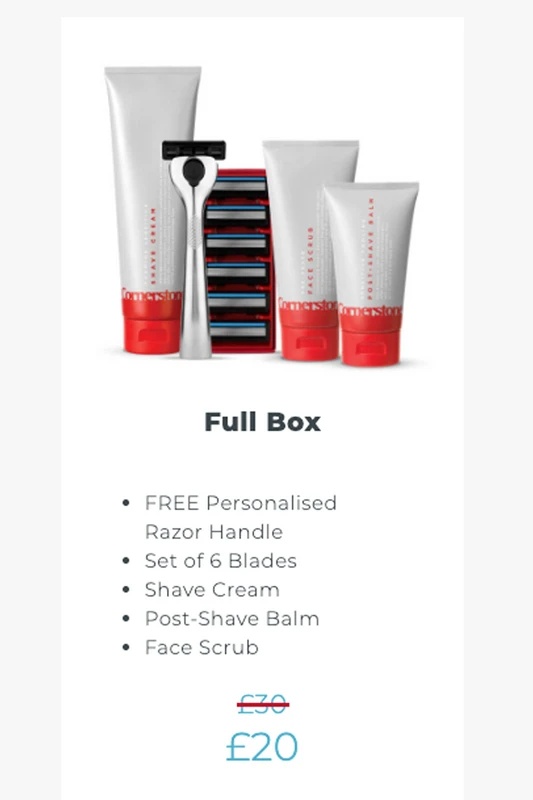 SHAVE CREAM
FACE SCRUB
POST-SHAVE BALM
Cornerstone
Cornerstone
Cornerstone
Full Box
• FREE Personalised
Razor Handle
• Set of 6 Blades
• Shave Cream
• Post-Shave Balm
• Face Scrub
£30
£20